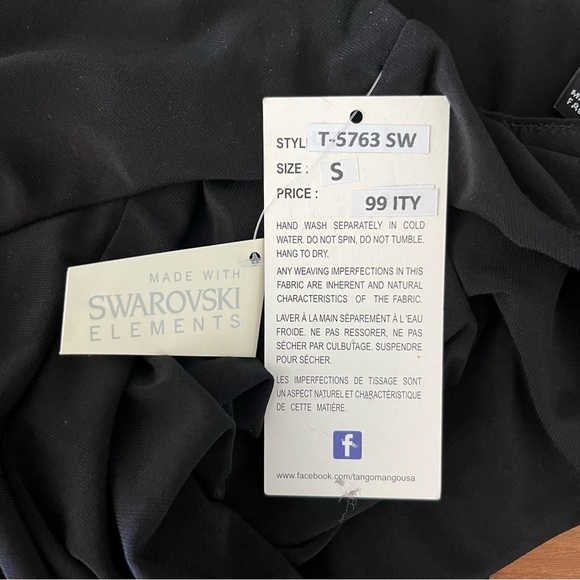 STYL T-5763 SW
SIZE : S
PRICE : 99 ITY
HAND WASH SEPARATELY IN COLD
WATER. DO NOT SPIN, DO NOT TUMBLE.
HANG TO DRY.
ANY WEAVING IMPERFECTIONS IN THIS
FABRIC ARE INHERENT AND NATURAL
CHARACTERISTICS OF THE FABRIC.
LAVER À LA MAIN SÉPARÉMENT À L'EAU
FROIDE. NE PAS RESSORER, NE PAS
SÉCHER PAR CULBUTAGE. SUSPENDRE
POUR SÉCHER.
LES IMPERFECTIONS DE TISSAGE SONT
UN ASPECT NATUREL ET CHARACTÉRISTIQUE
DE CETTE MATIÈRE.
f
www.facebook.com/tangomangousa
MADE WITH
SWAROVSKI
ELEMENTS